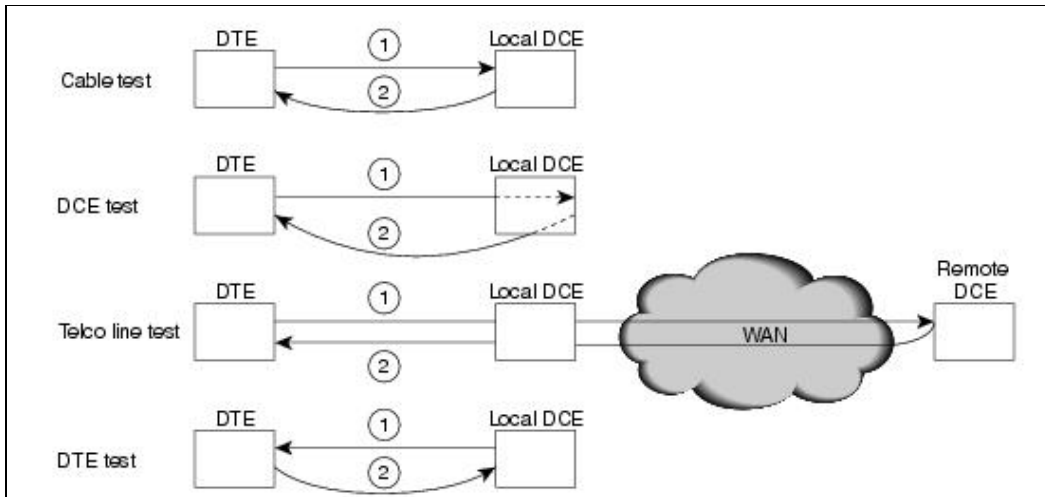 DTE
1
Local DCE
Cable test
2
DTE
1
Local DCE
DCE test
2
DTE
1
Local DCE
Remote
DCE
Telco line test
WAN
2
DTE
1
Local DCE
DTE test
2